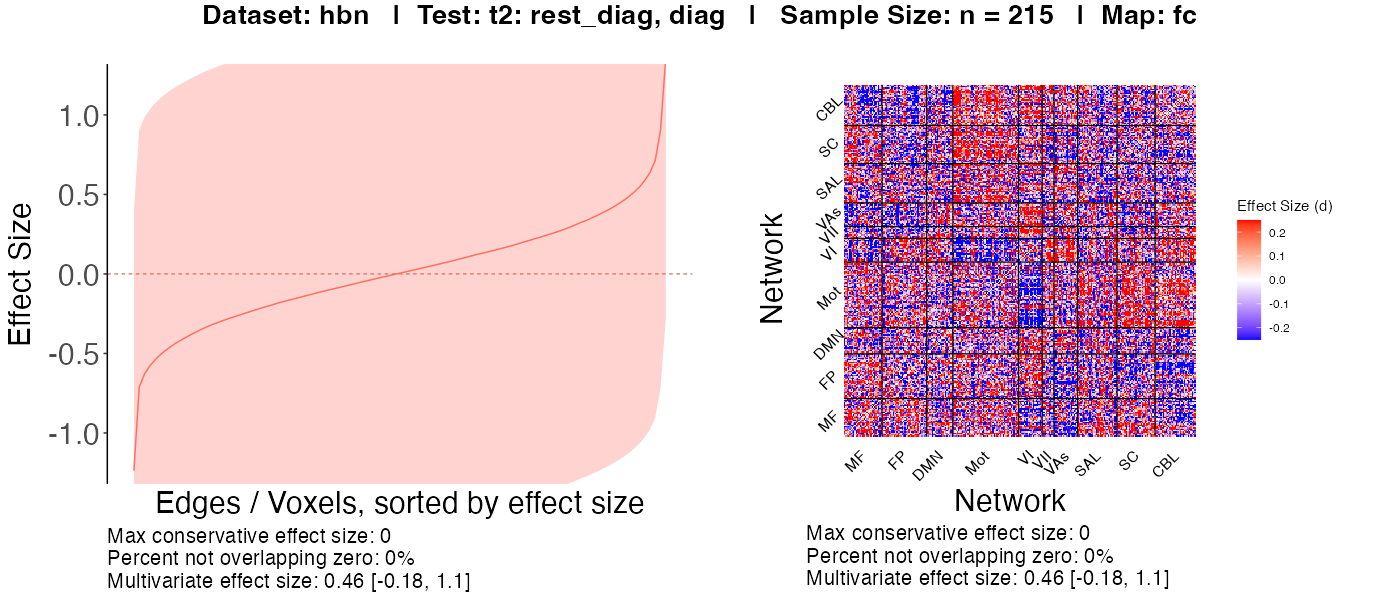 Dataset: hbn | Test: t2: rest_diag, diag | Sample Size: n = 215 | Map: fc
Effect Size
1.0
0.5
0.0
-0.5
-1.0
Edges / Voxels, sorted by effect size
Max conservative effect size: 0
Percent not overlapping zero: 0%
Multivariate effect size: 0.46 [-0.18, 1.1]
Network
CBL
SC
SAL
VAs
VII
VI
Mot
DMN
FP
MF
MF
FP
DMN
Mot
VI
VII
VAs
SAL
SC
CBL
Network
Max conservative effect size: 0
Percent not overlapping zero: 0%
Multivariate effect size: 0.46 [-0.18, 1.1]
Effect Size (d)
0.2
0.1
0.0
-0.1
-0.2